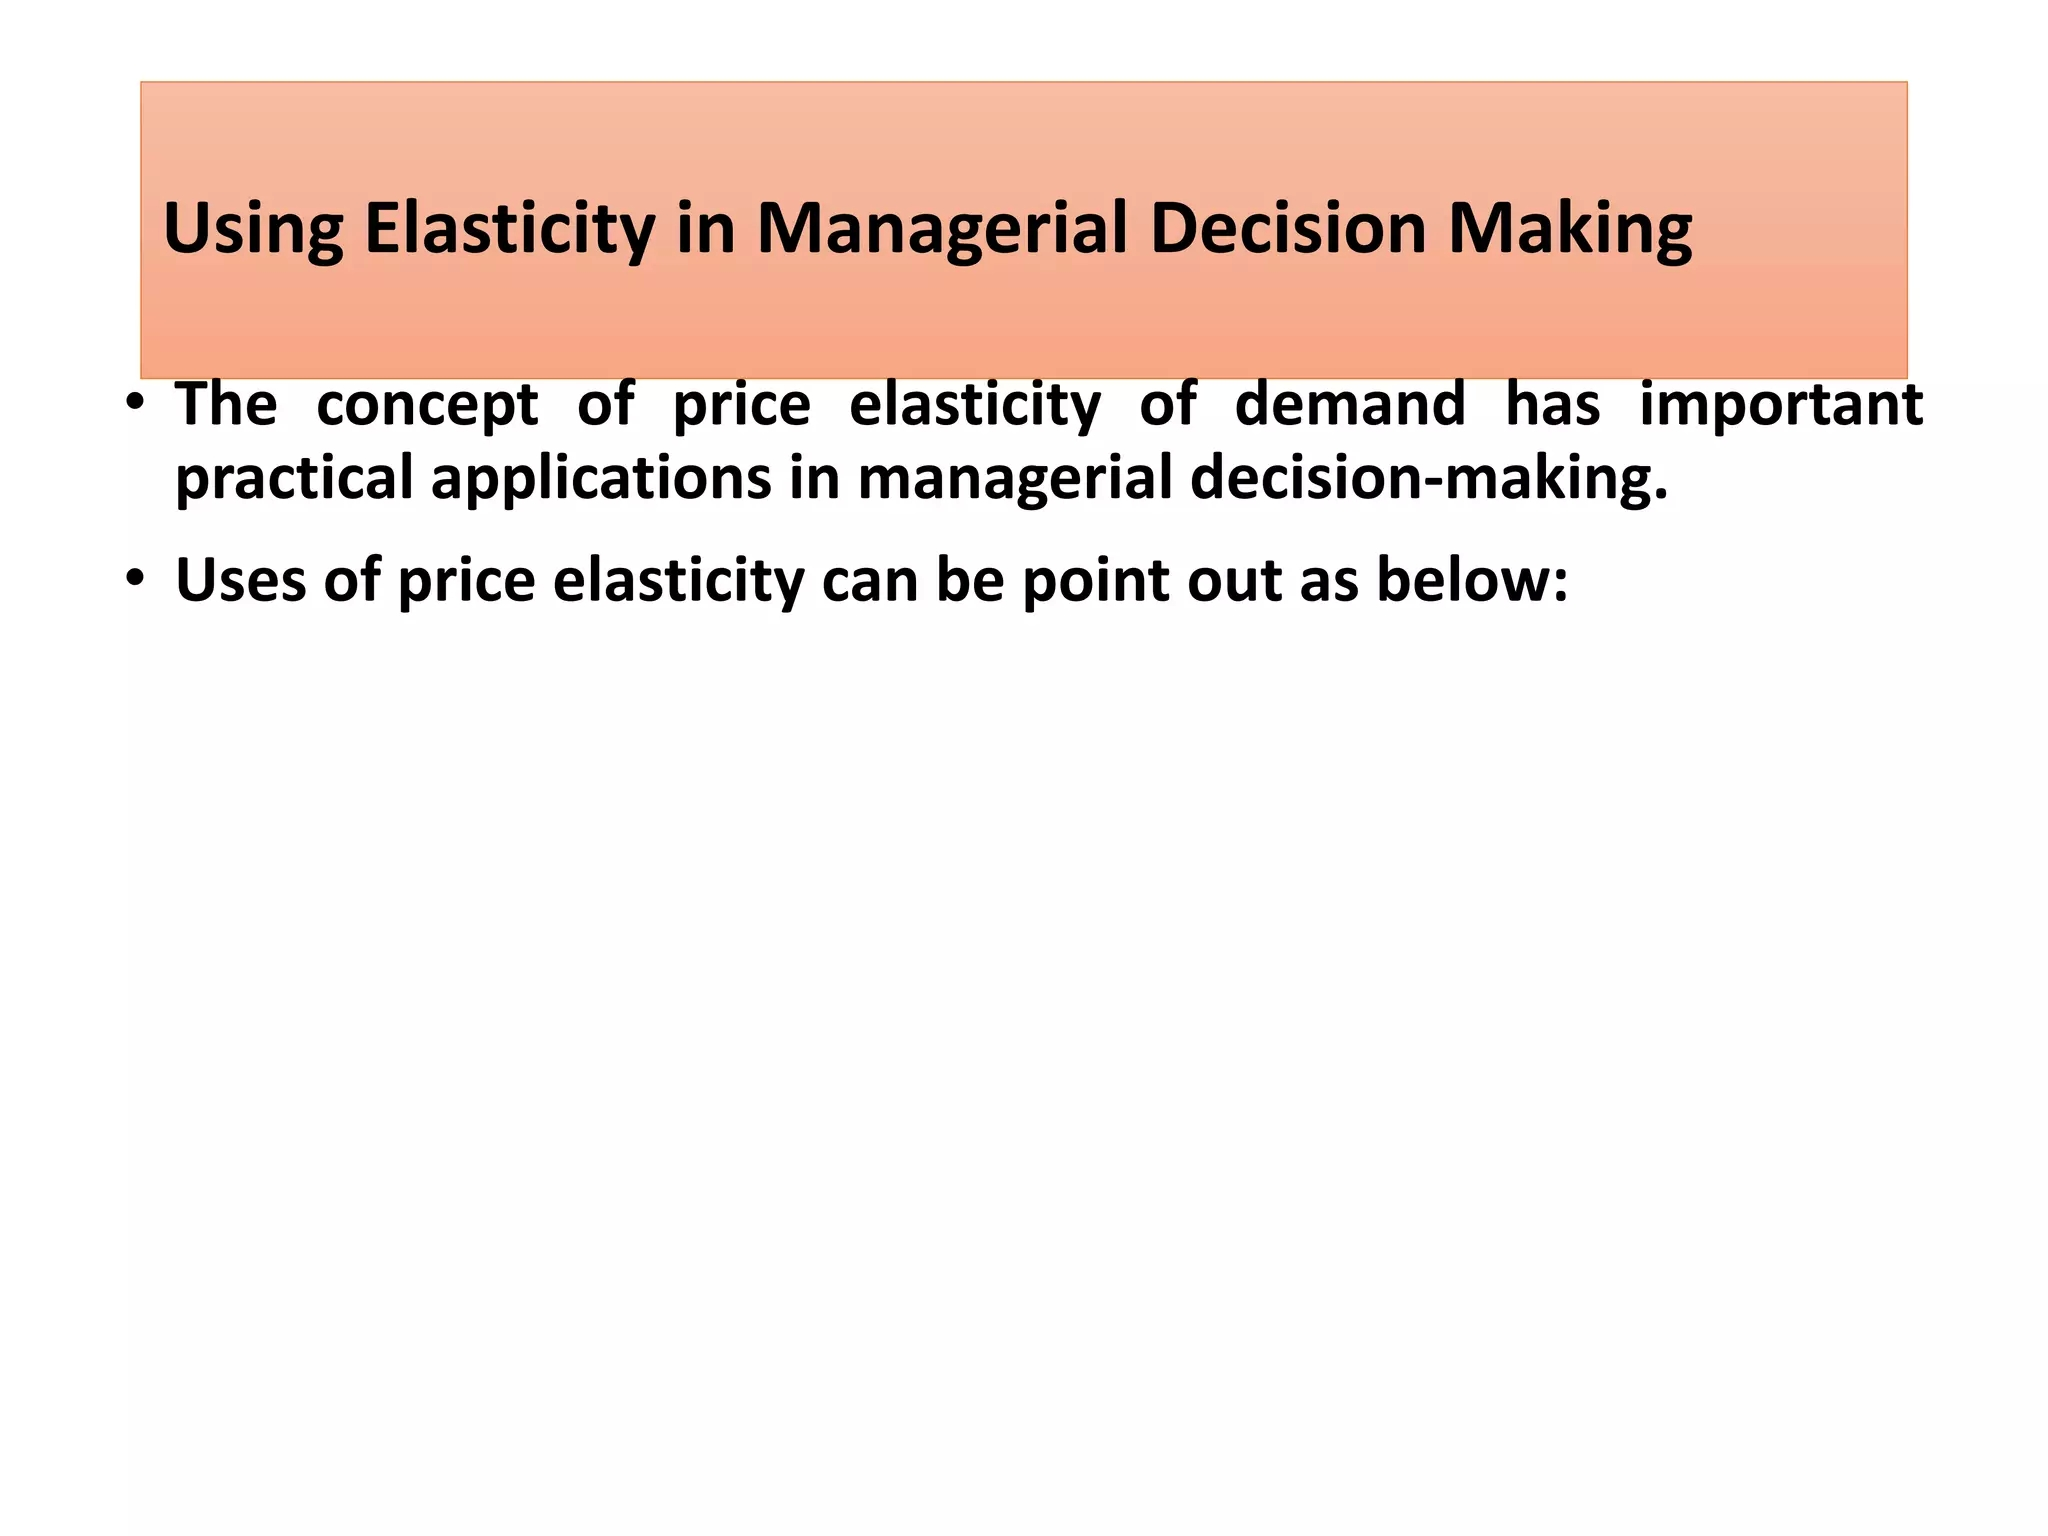 Using Elasticity in Managerial Decision Making
• The concept of price elasticity of demand has important
practical applications in managerial decision-making.
• Uses of price elasticity can be point out as below: